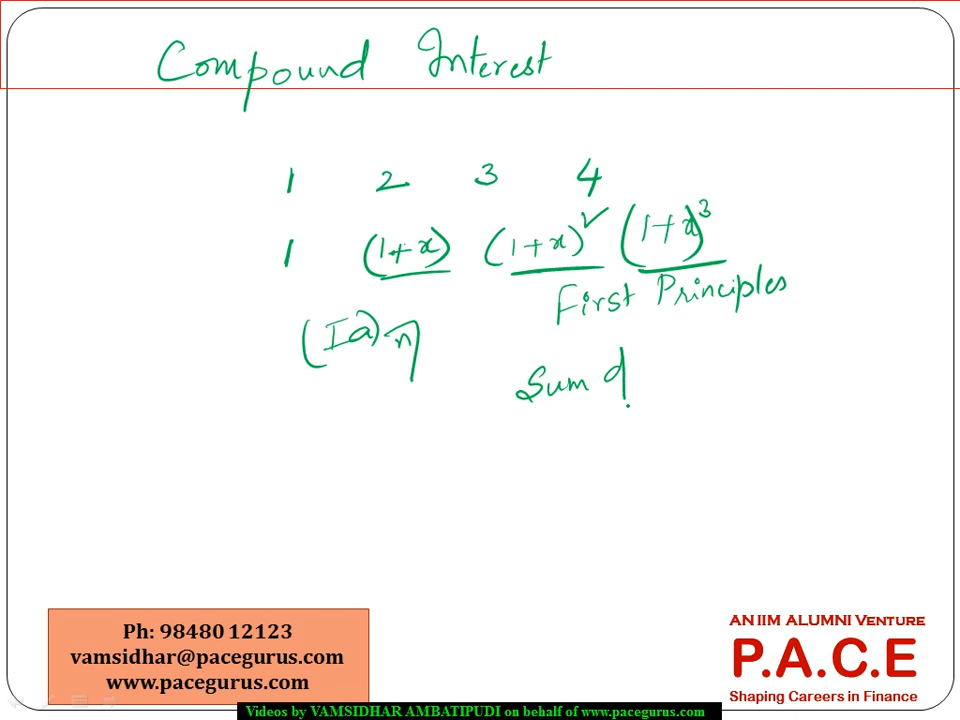 Compound Interest
1 2 3 4
1 (1+x) (1+x)² (1+x)³
First Principles
(Ia)n̅|
Sum of
Ph: 98480 12123
vamsidhar@pacegurus.com
www.pacegurus.com
AN IIM ALUMNI VENTURE
P.A.C.E
Shaping Careers in Finance
Videos by VAMSIDHAR AMBATIPUDI on behalf of www.pacegurus.com